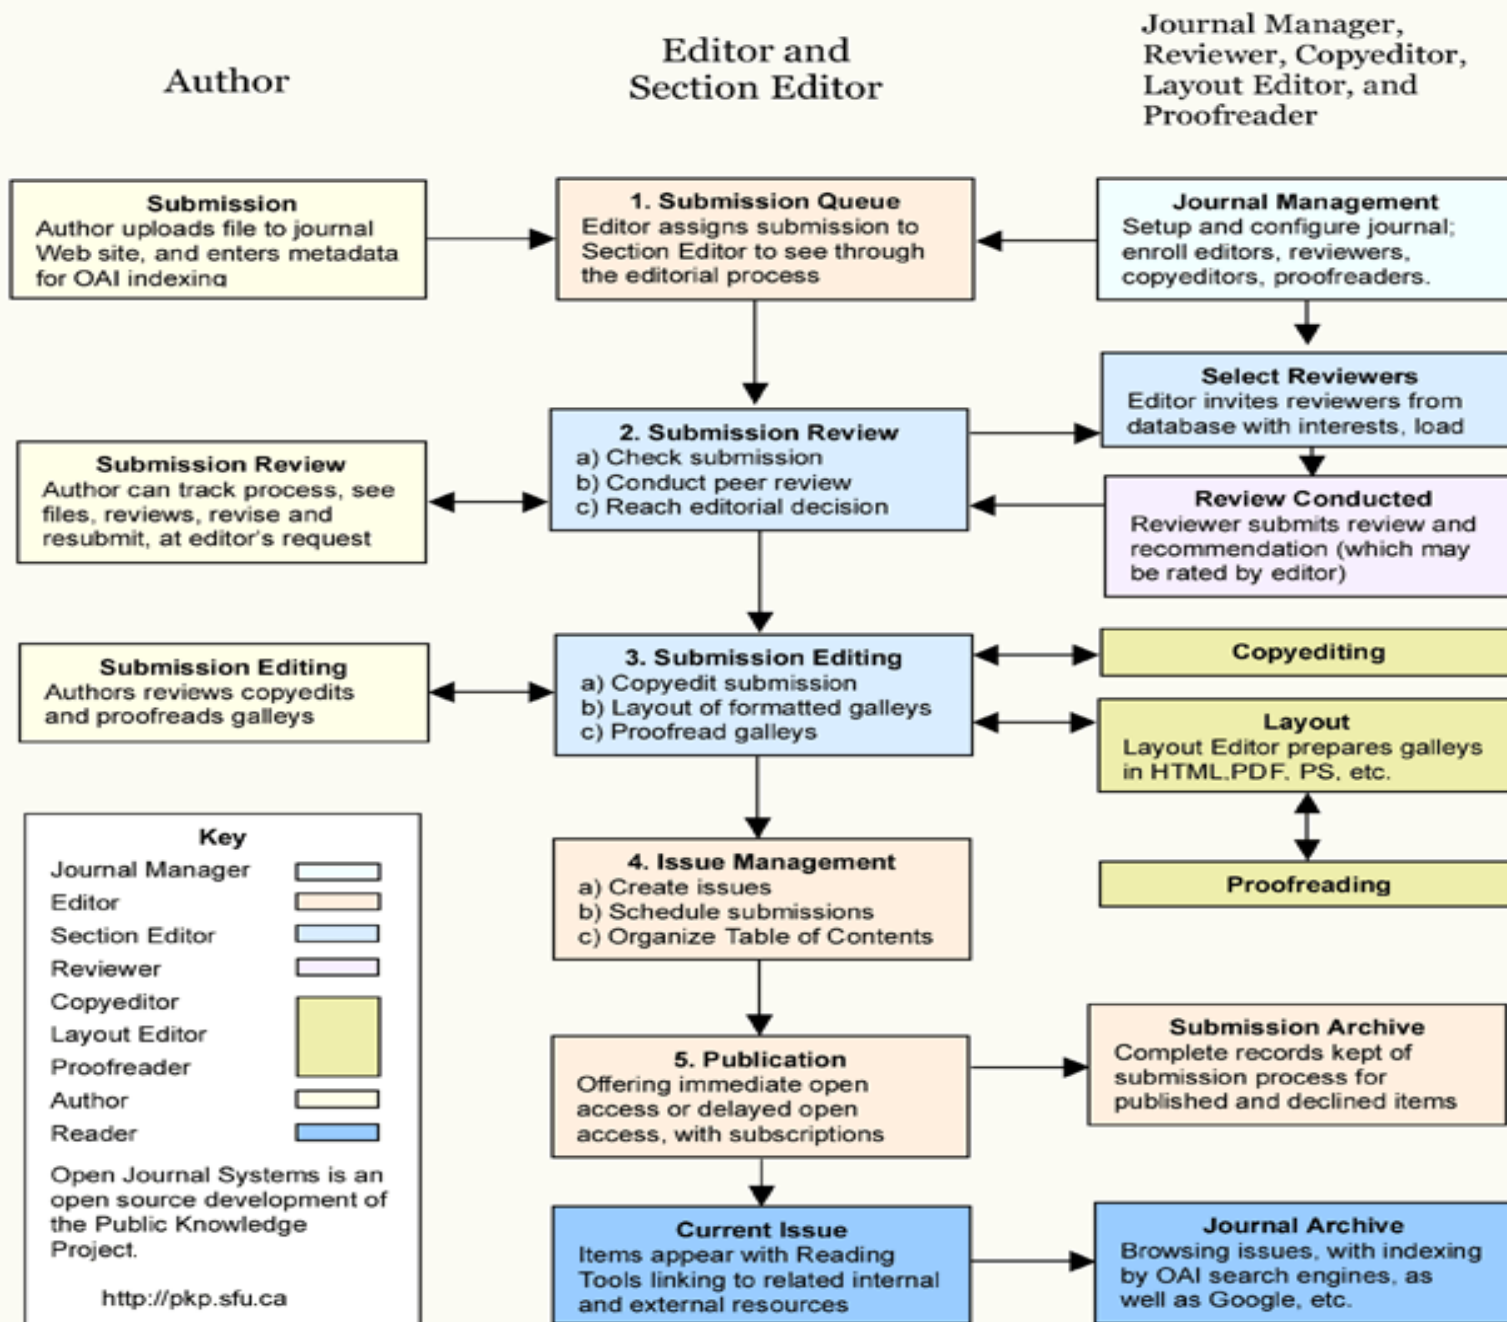 Author
Editor and
Section Editor
Journal Manager,
Reviewer, Copyeditor,
Layout Editor, and
Proofreader
Submission
Author uploads file to journal
Web site, and enters metadata
for OAI indexing
1. Submission Queue
Editor assigns submission to
Section Editor to see through
the editorial process
Journal Management
Setup and configure journal;
enroll editors, reviewers,
copyeditors, proofreaders.
Select Reviewers
Editor invites reviewers from
database with interests, load
2. Submission Review
a) Check submission
b) Conduct peer review
c) Reach editorial decision
Submission Review
Author can track process, see
files, reviews, revise and
resubmit, at editor's request
Review Conducted
Reviewer submits review and
recommendation (which may
be rated by editor)
Submission Editing
Authors reviews copyedits
and proofreads galleys
3. Submission Editing
a) Copyedit submission
b) Layout of formatted galleys
c) Proofread galleys
Copyediting
Layout
Layout Editor prepares galleys
in HTML.PDF. PS, etc.
Proofreading
Key
Journal Manager
Editor
Section Editor
Reviewer
Copyeditor
Layout Editor
Proofreader
Author
Reader
Open Journal Systems is an
open source development of
the Public Knowledge
Project.
http://pkp.sfu.ca
4. Issue Management
a) Create issues
b) Schedule submissions
c) Organize Table of Contents
5. Publication
Offering immediate open
access or delayed open
access, with subscriptions
Submission Archive
Complete records kept of
submission process for
published and declined items
Current Issue
Items appear with Reading
Tools linking to related internal
and external resources
Journal Archive
Browsing issues, with indexing
by OAI search engines, as
well as Google, etc.